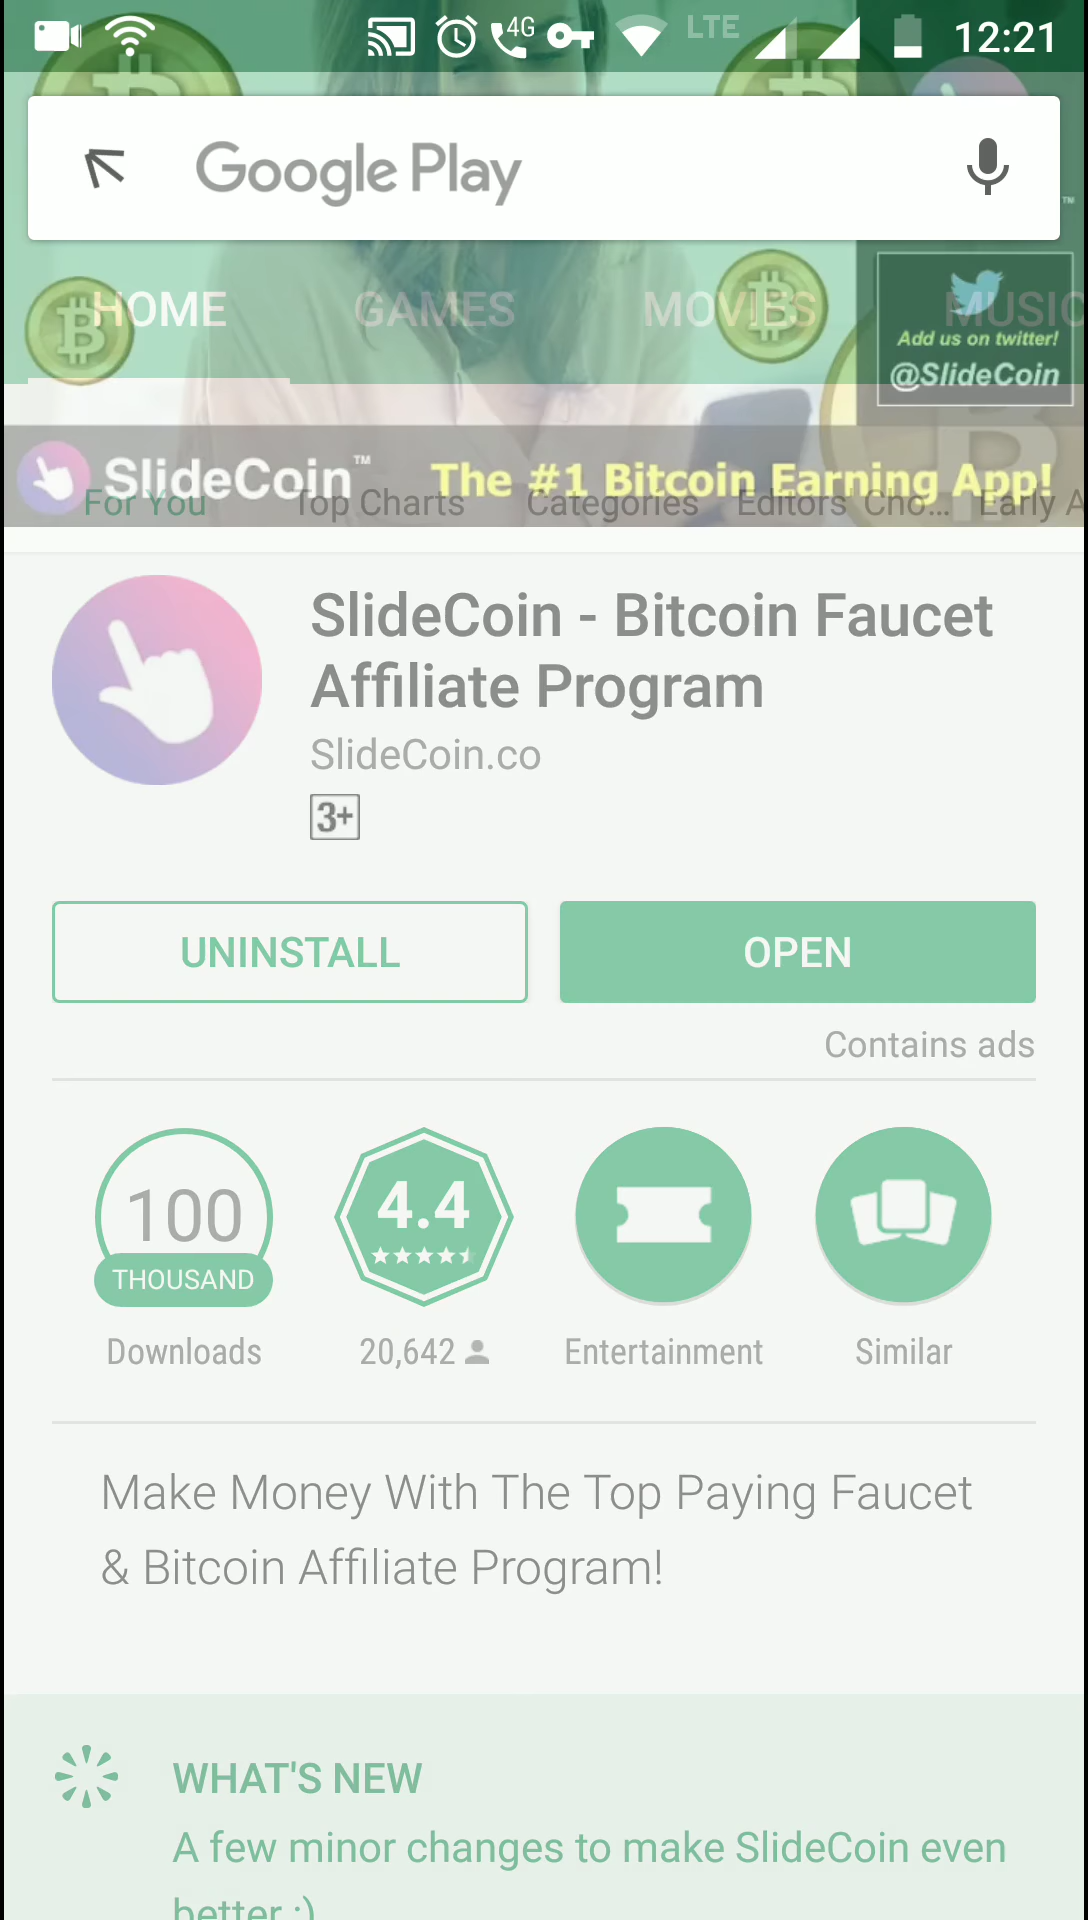 4G
LTE
12:21
Google Play
HOME
GAMES
MOVIES
MUSIC
Add us on twitter!
@SlideCoin
SlideCoin™
The #1 Bitcoin Earning App!
For You
Top Charts
Categories
Editors Cho...
Early A
SlideCoin - Bitcoin Faucet
Affiliate Program
SlideCoin.co
3+
UNINSTALL
OPEN
Contains ads
100
THOUSAND
Downloads
4.4
20,642
Entertainment
Similar
Make Money With The Top Paying Faucet
& Bitcoin Affiliate Program!
WHAT'S NEW
A few minor changes to make SlideCoin even
better :)